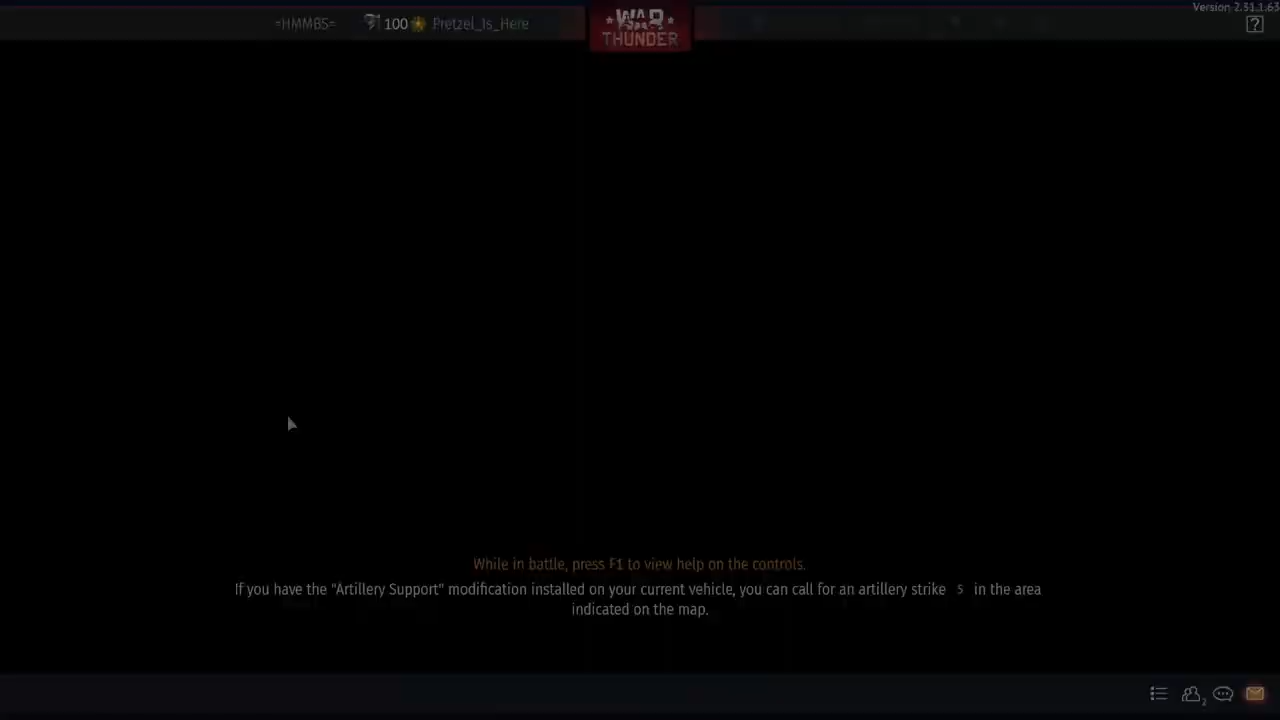 Version 2.31.1.63
=HMMBS= 100 Pretzel_Is_Here
WAR
THUNDER
?
While in battle, press F1 to view help on the controls.
If you have the "Artillery Support" modification installed on your current vehicle, you can call for an artillery strike 5 in the area
indicated on the map.
2